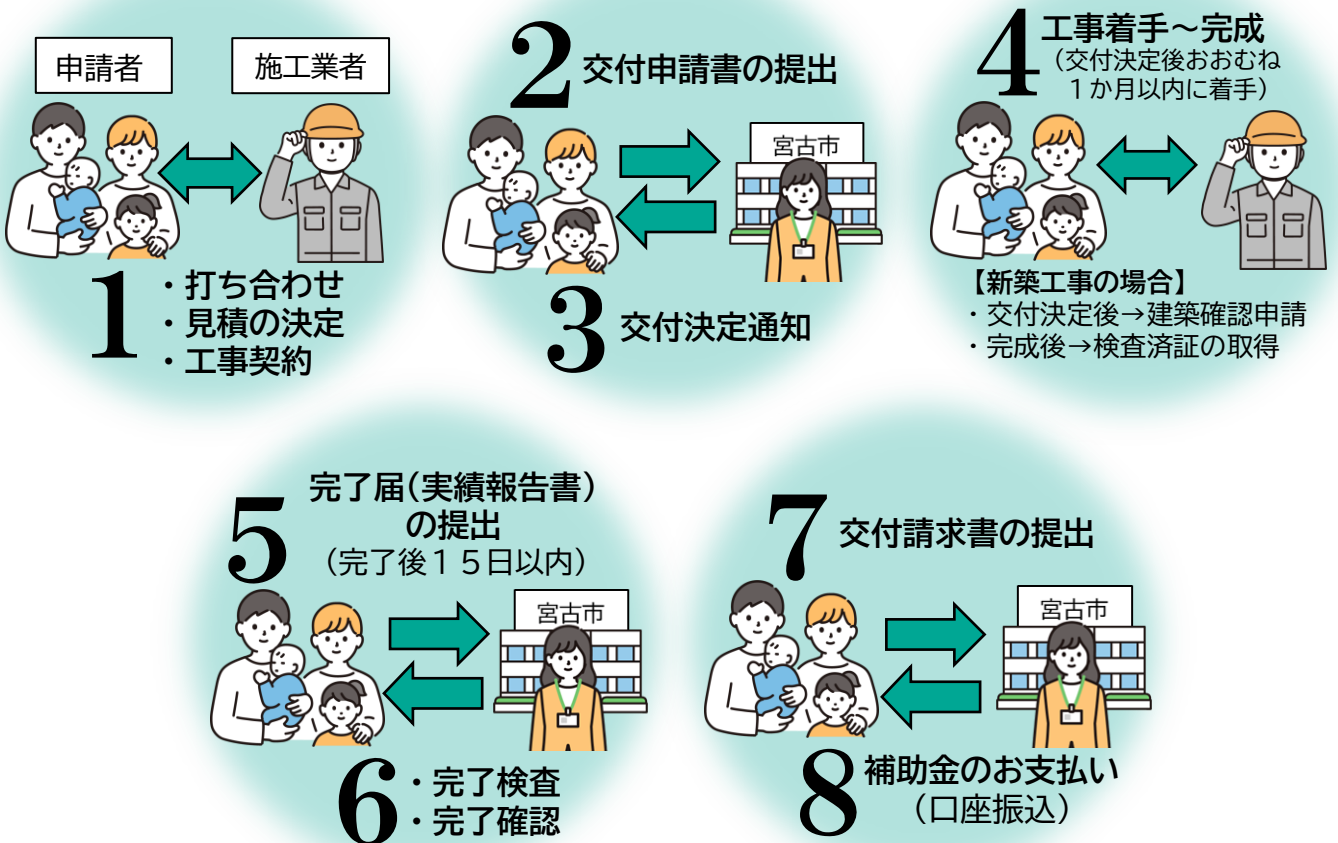 申請者
施工業者
1
・打ち合わせ
・見積の決定
・工事契約
2
交付申請書の提出
宮古市
3
交付決定通知
4
工事着手～完成
（交付決定後おおむね
１か月以内に着手）
【新築工事の場合】
・交付決定後→建築確認申請
・完成後→検査済証の取得
5
完了届（実績報告書）
の提出
（完了後１５日以内）
宮古市
6
・完了検査
・完了確認
7
交付請求書の提出
宮古市
8
補助金のお支払い
（口座振込）